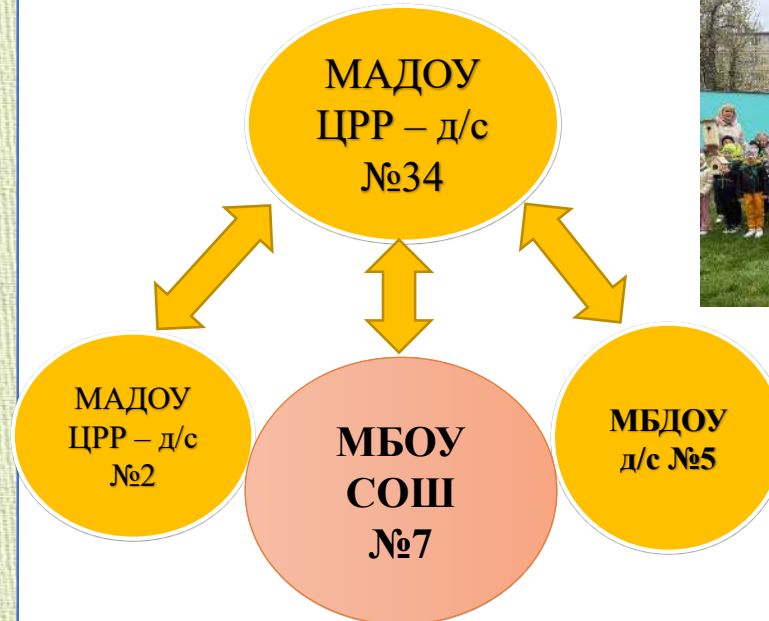 МАДОУ
ЦРР – д/с
№34
МАДОУ
ЦРР – д/с
№2
МБОУ
СОШ
№7
МБДОУ
д/с №5